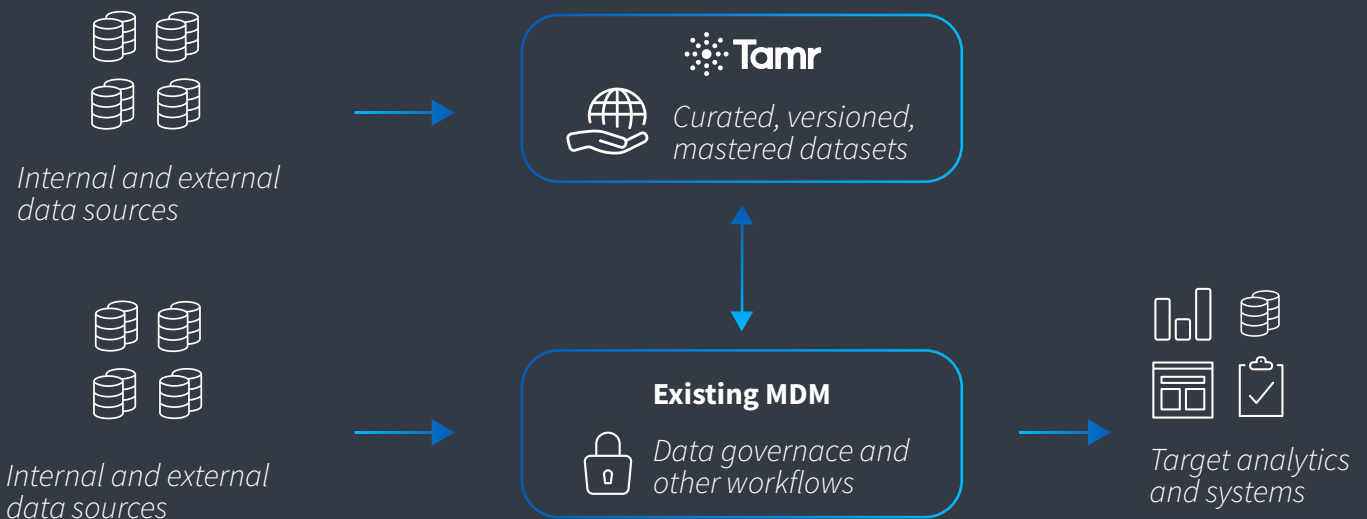 Tamr
Curated, versioned,
mastered datasets
Internal and external
data sources
Existing MDM
Data governace and
other workflows
Internal and external
data sources
Target analytics
and systems